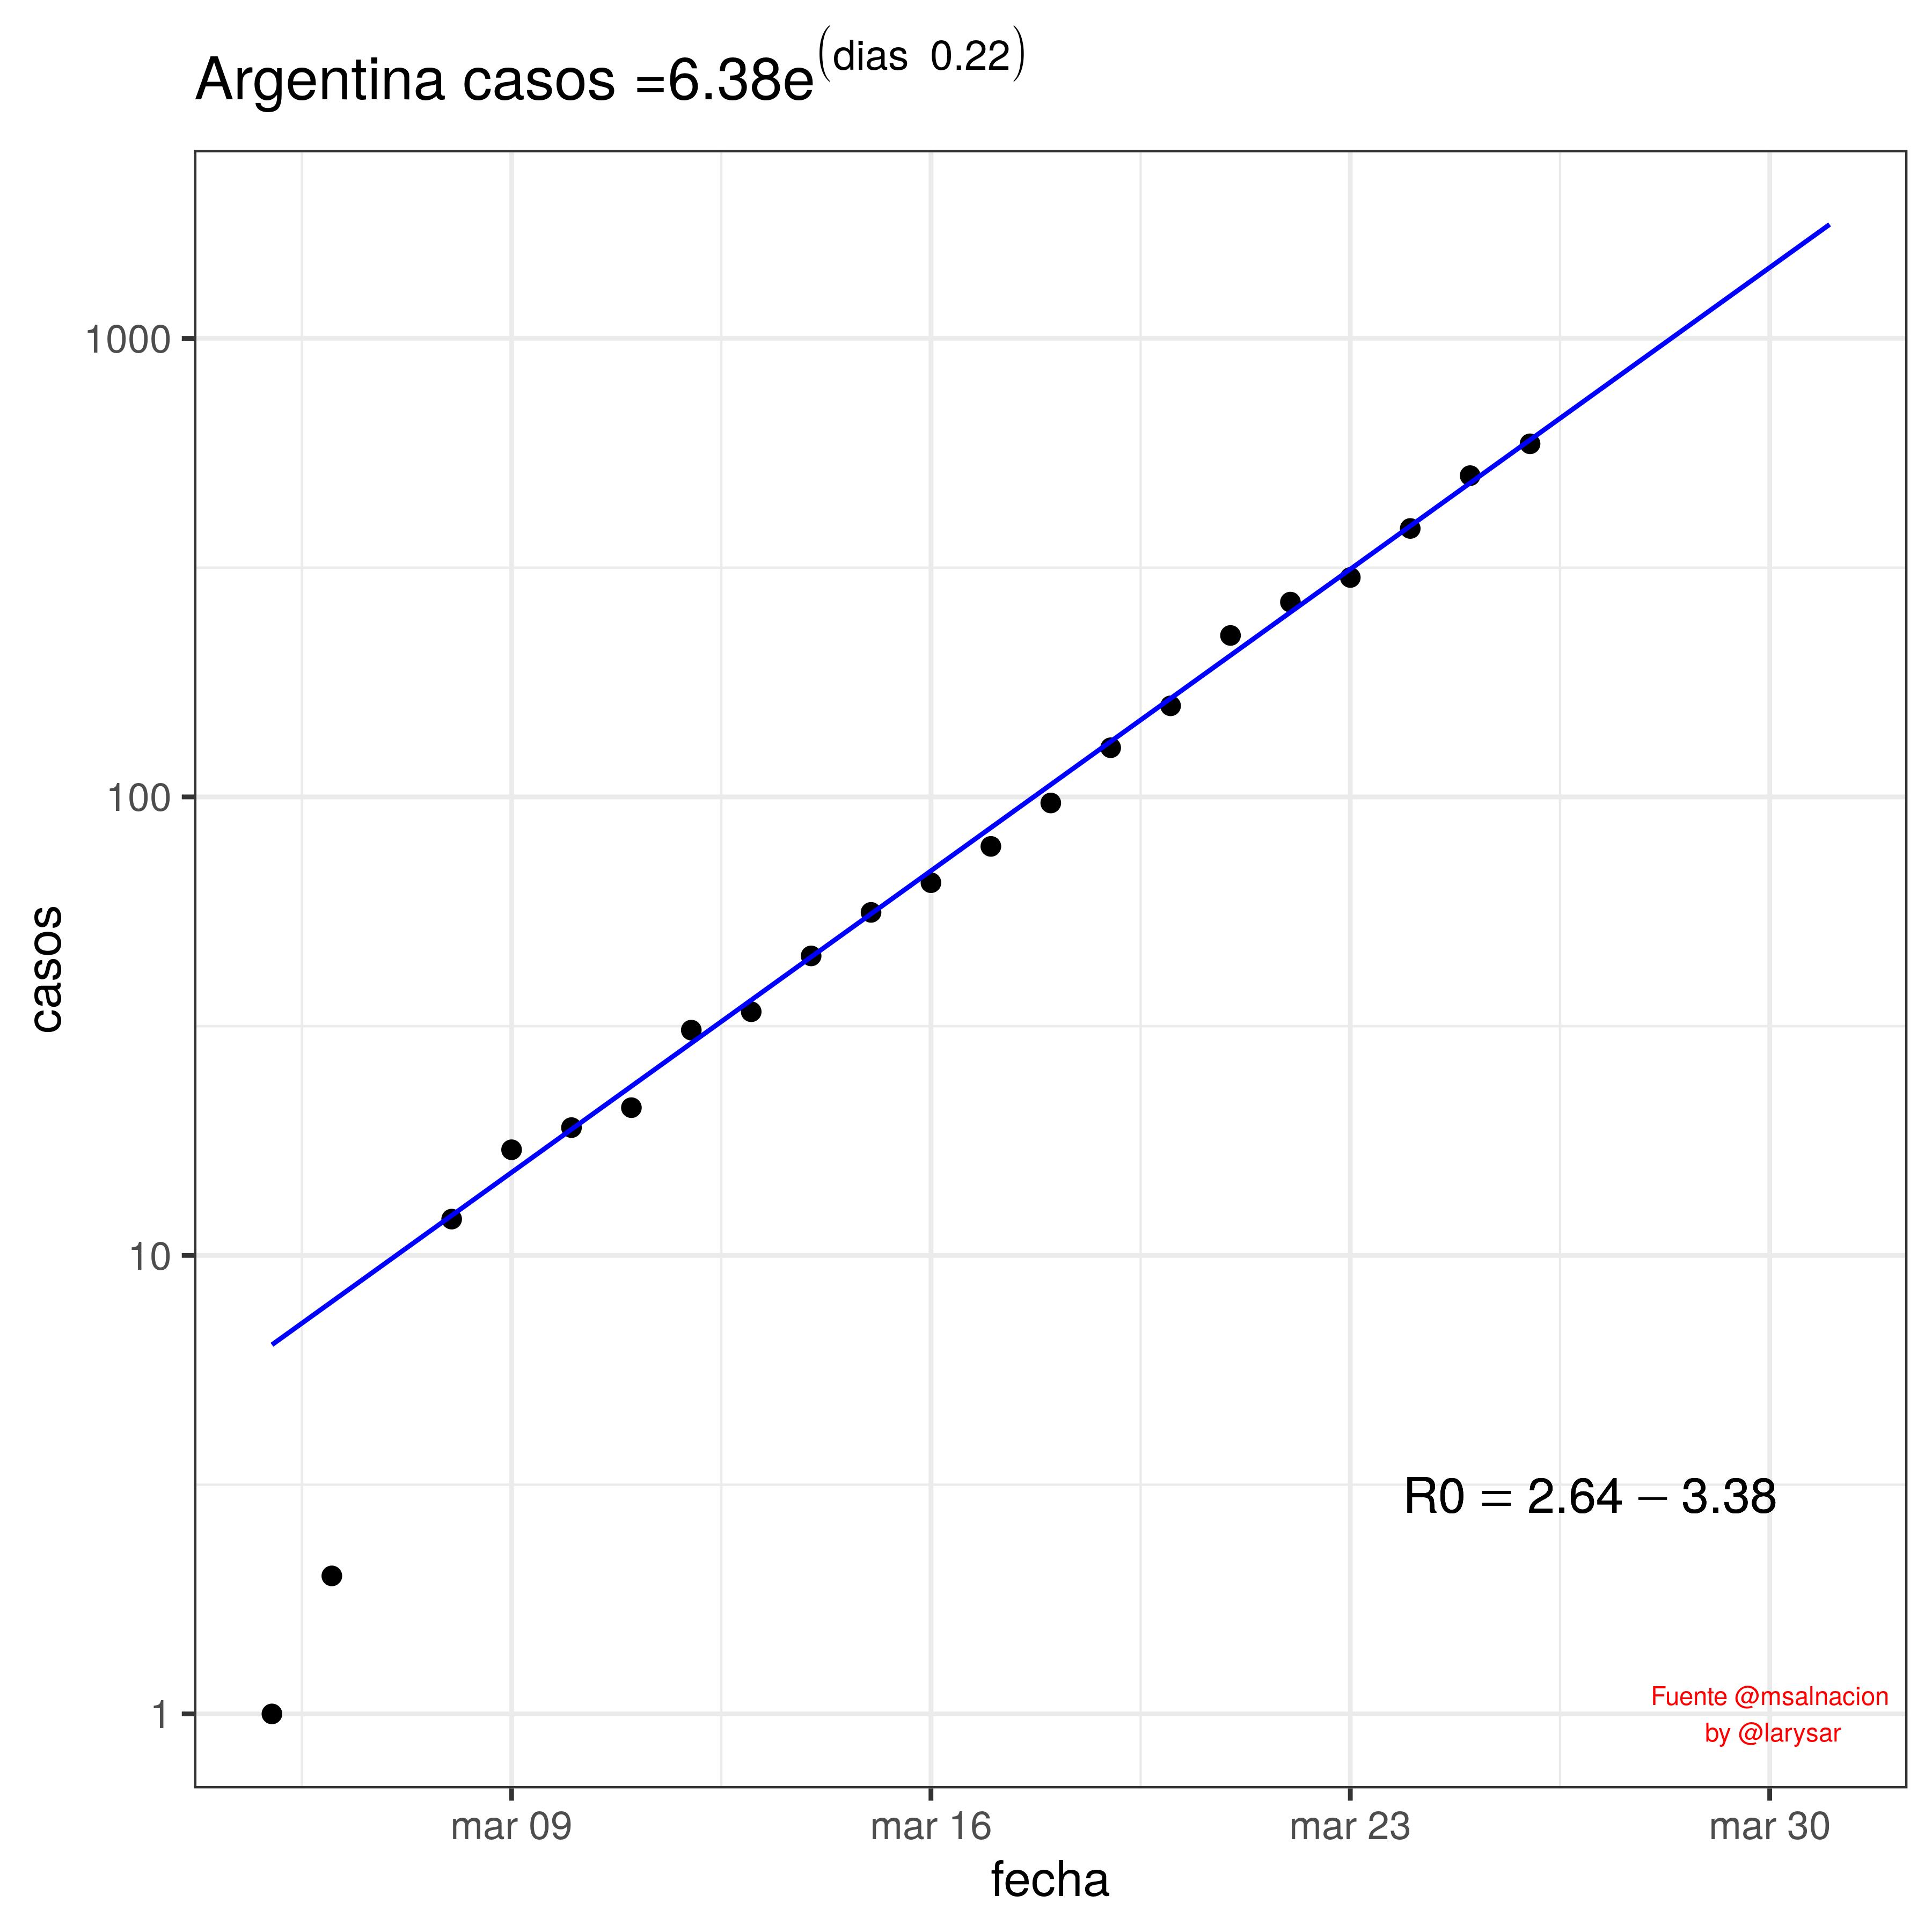 Argentina casos =6.38e^(dias 0.22)
1000
100
10
1
casos
R0 = 2.64 − 3.38
Fuente @msalnacion
by @larysar
mar 09
mar 16
mar 23
mar 30
fecha